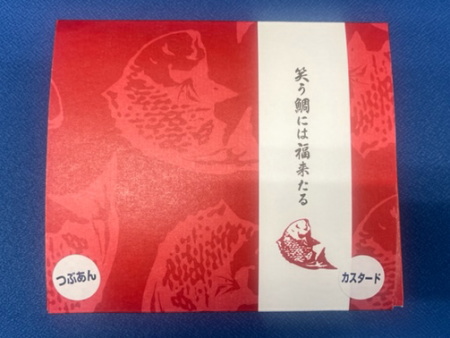 笑う鯛には福来たる
つぶあん
カスタード